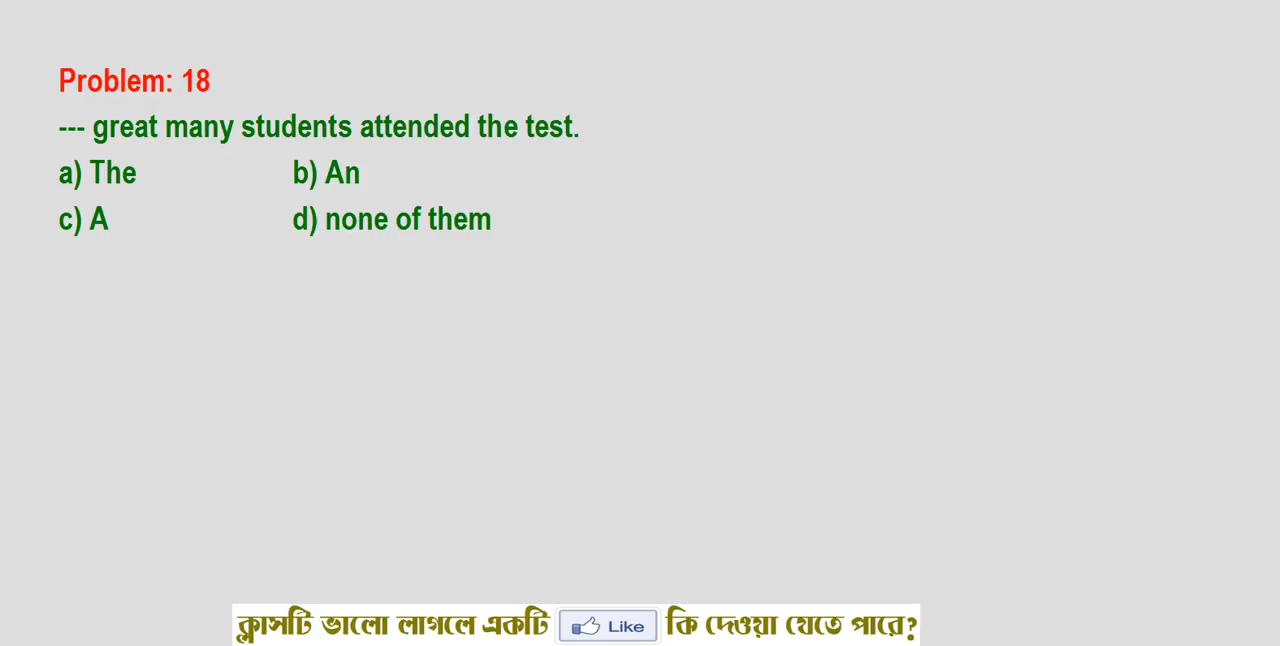 Problem: 18
--- great many students attended the test.
a) The b) An
c) A d) none of them
ক্লাসটি ভালো লাগলে একটি Like কি দেওয়া যেতে পারে?